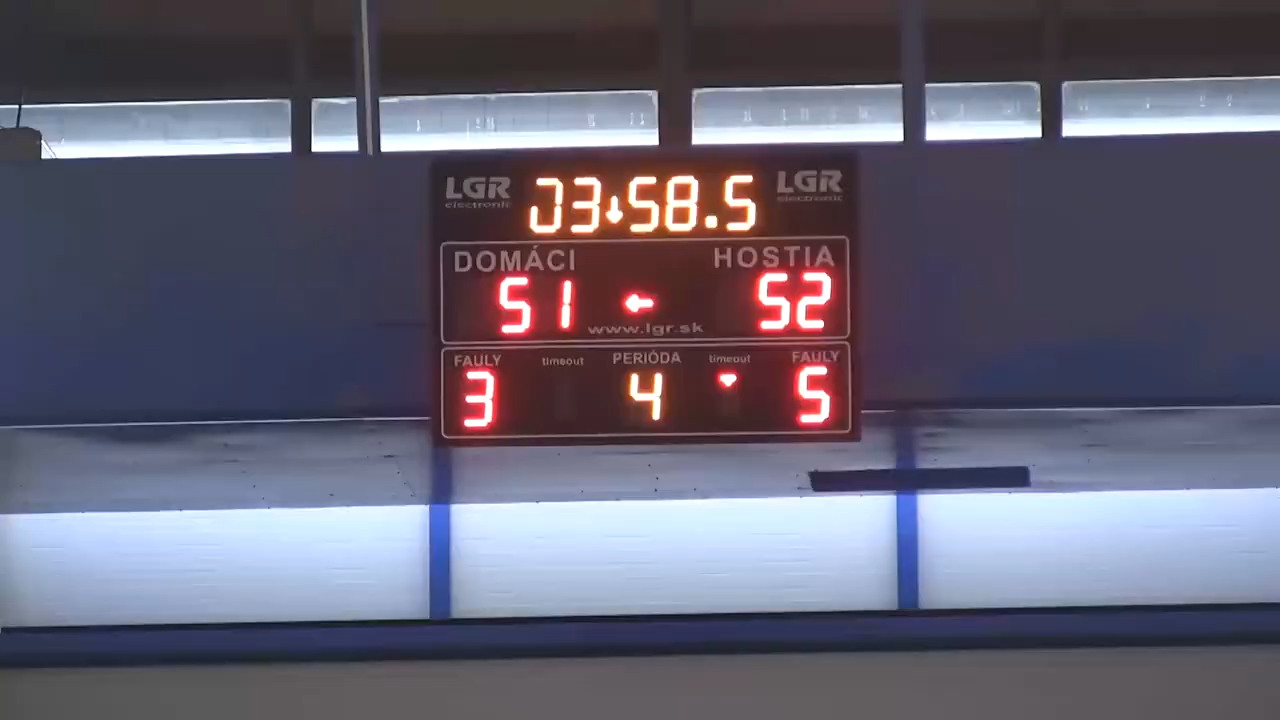 LGR electronic 03:58.5 LGR electronic
DOMÁCI HOSTIA
51 52
www.lgr.sk
FAULY timeout PERIÓDA timeout FAULY
3 4 5